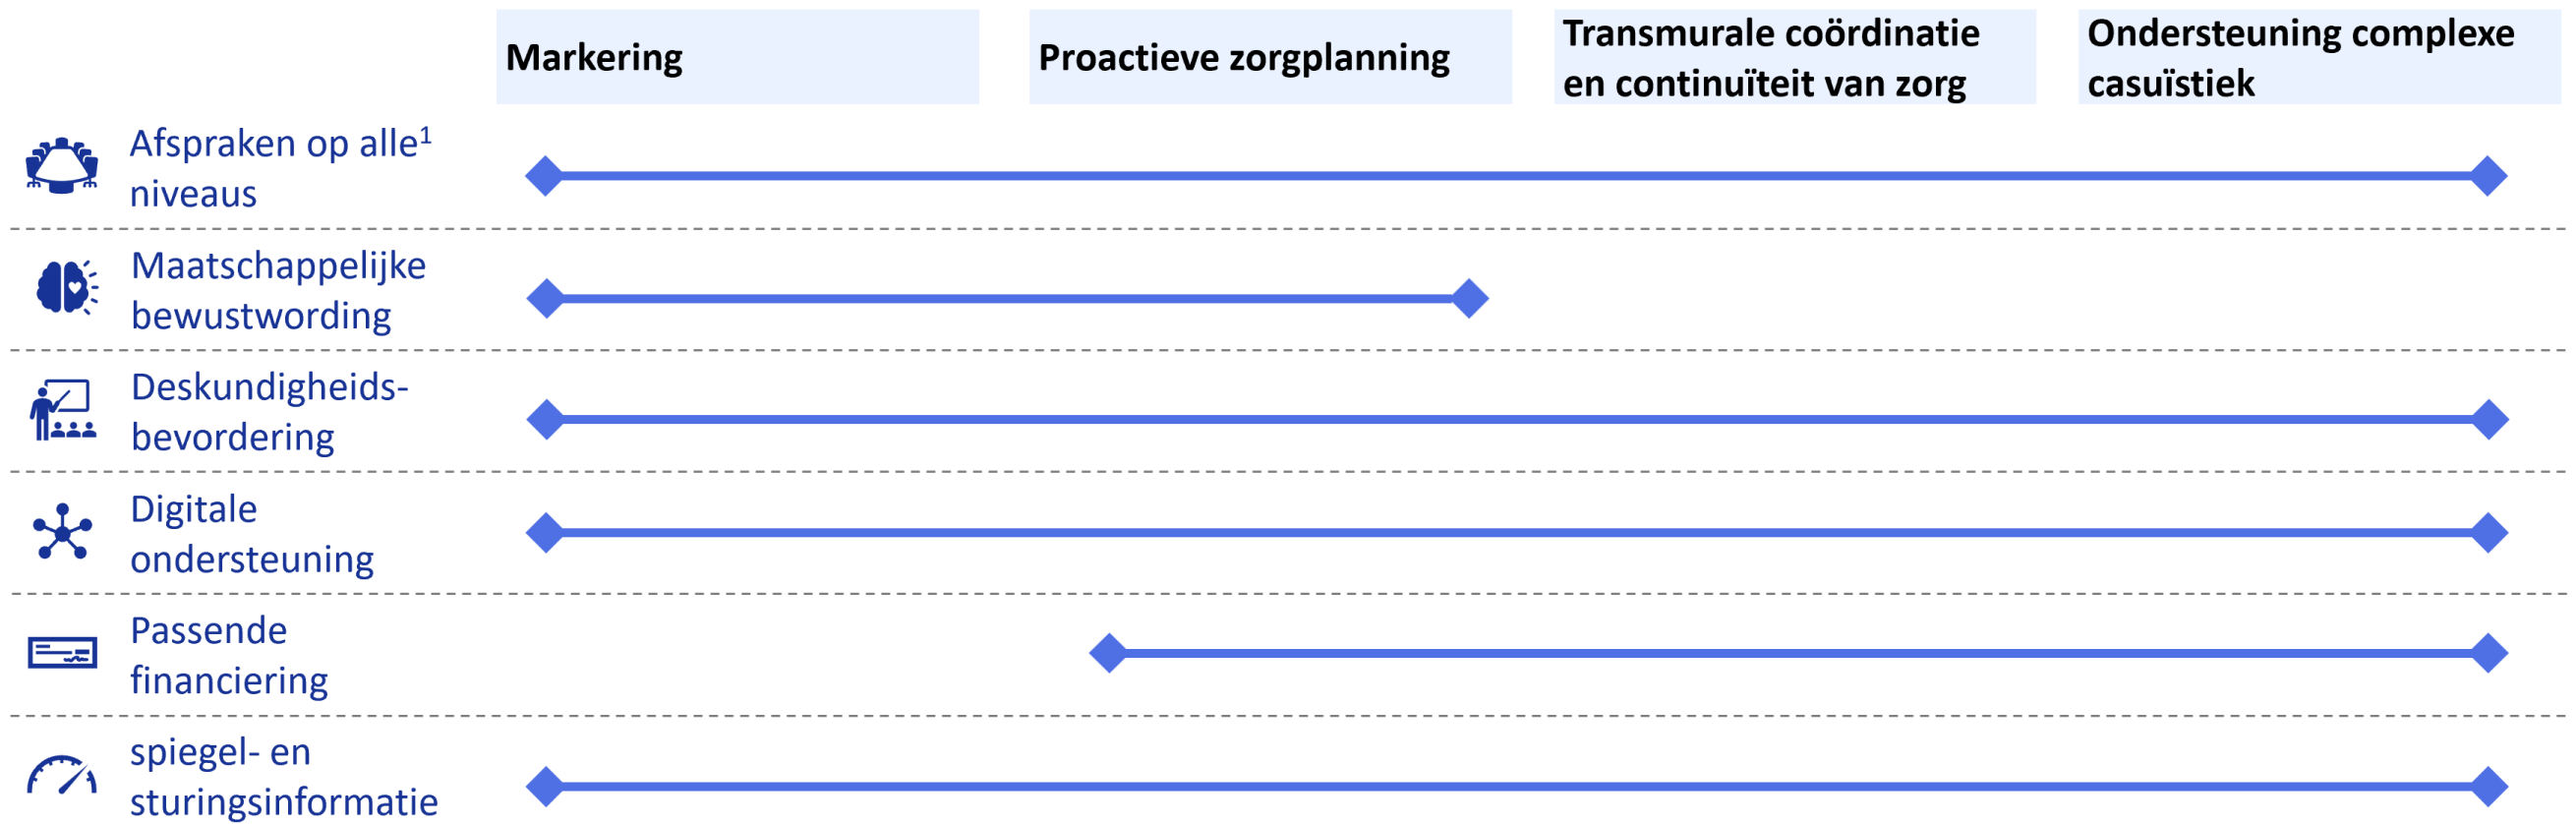 Markering
Proactieve zorgplanning
Transmurale coördinatie
en continuïteit van zorg
Ondersteuning complexe
casuïstiek
Afspraken op alle¹
niveaus
Maatschappelijke
bewustwording
Deskundigheids-
bevordering
Digitale
ondersteuning
Passende
financiering
spiegel- en
sturingsinformatie